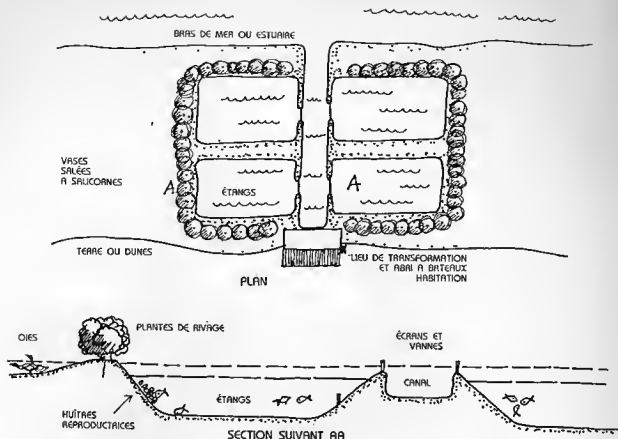 BRAS DE MER OU ESTUAIRE
VASES
SALÉES
A SALICORNES
A
A
ÉTANGS
TERRE OU DUNES
LIEU DE TRANSFORMATION
ET ABRI A BATEAUX
HABITATION
PLAN
OIES
PLANTES DE RIVAGE
ÉCRANS ET
VANNES
CANAL
HUÎTRES
REPRODUCTRICES
ÉTANGS
SECTION SUIVANT AA